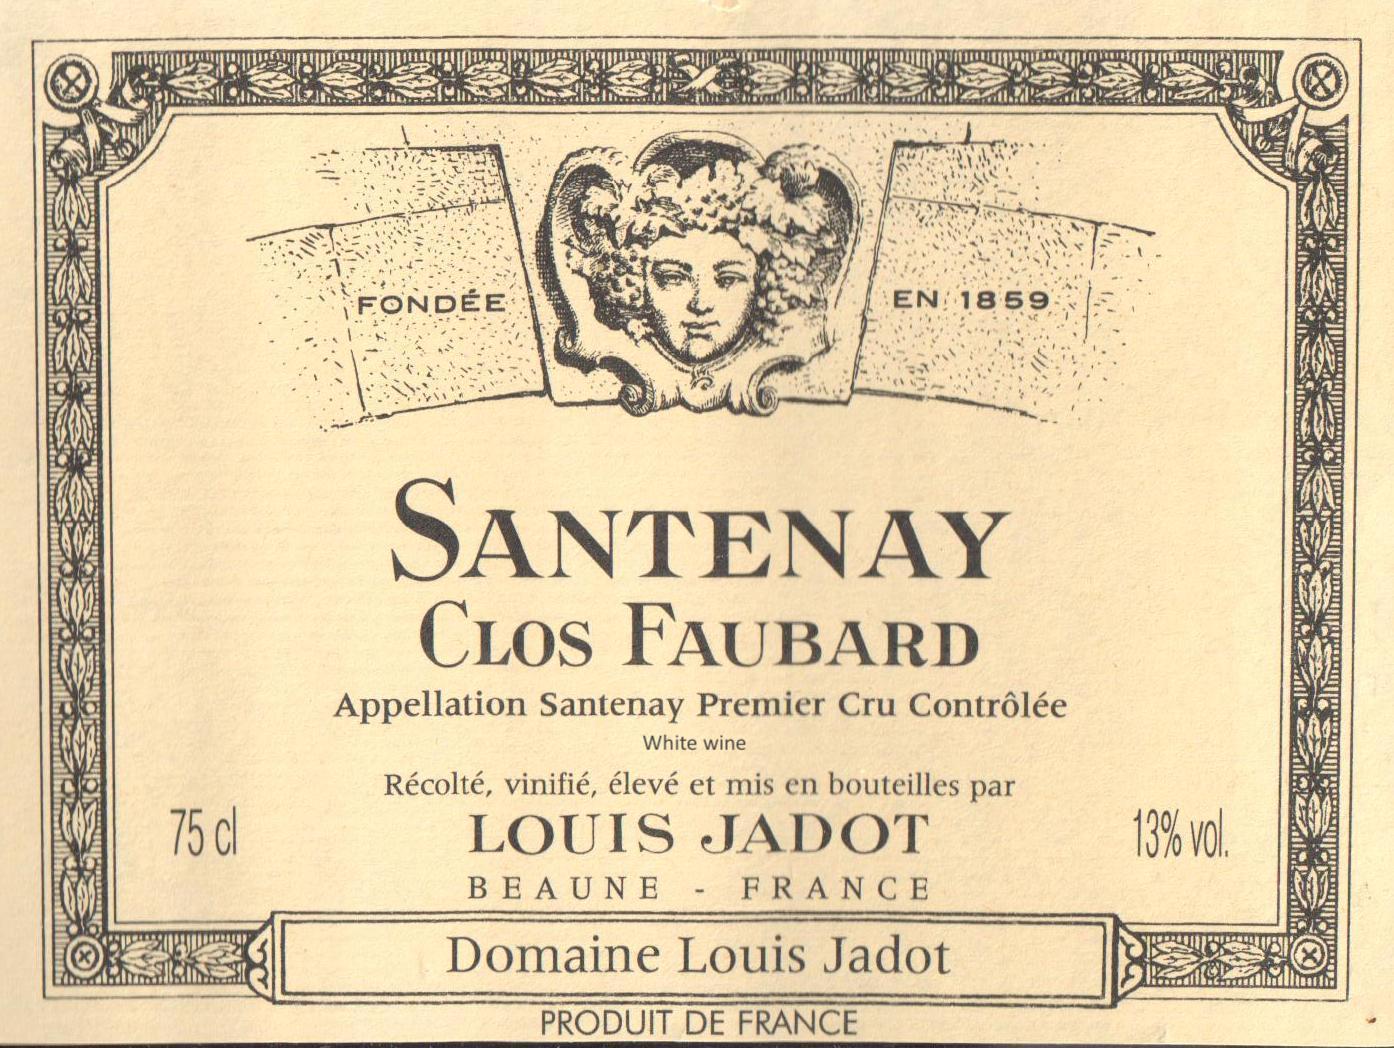 FONDÉE EN 1859
SANTENAY
CLOS FAUBARD
Appellation Santenay Premier Cru Contrôlée
White wine
Récolté, vinifié, élevé et mis en bouteilles par
75 cl LOUIS JADOT 13% vol.
BEAUNE - FRANCE
Domaine Louis Jadot
PRODUIT DE FRANCE